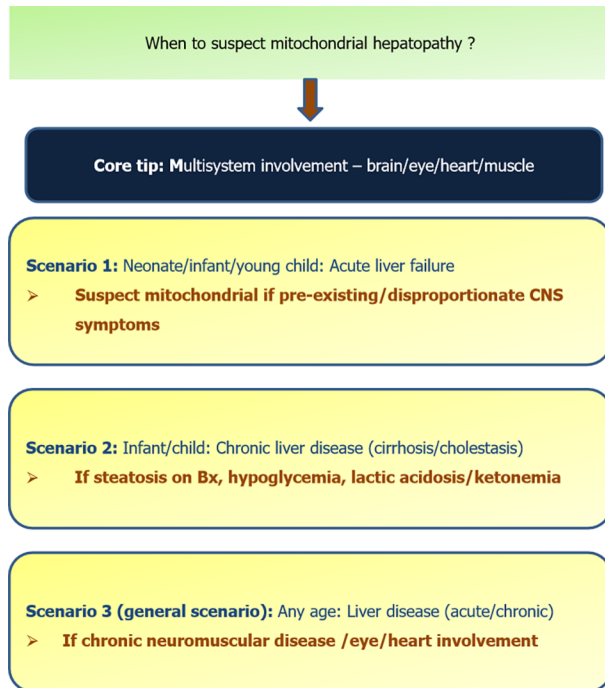 When to suspect mitochondrial hepatopathy ?
Core tip: Multisystem involvement – brain/eye/heart/muscle
Scenario 1: Neonate/infant/young child: Acute liver failure
➢ Suspect mitochondrial if pre-existing/disproportionate CNS
symptoms
Scenario 2: Infant/child: Chronic liver disease (cirrhosis/cholestasis)
➢ If steatosis on Bx, hypoglycemia, lactic acidosis/ketonemia
Scenario 3 (general scenario): Any age: Liver disease (acute/chronic)
➢ If chronic neuromuscular disease /eye/heart involvement